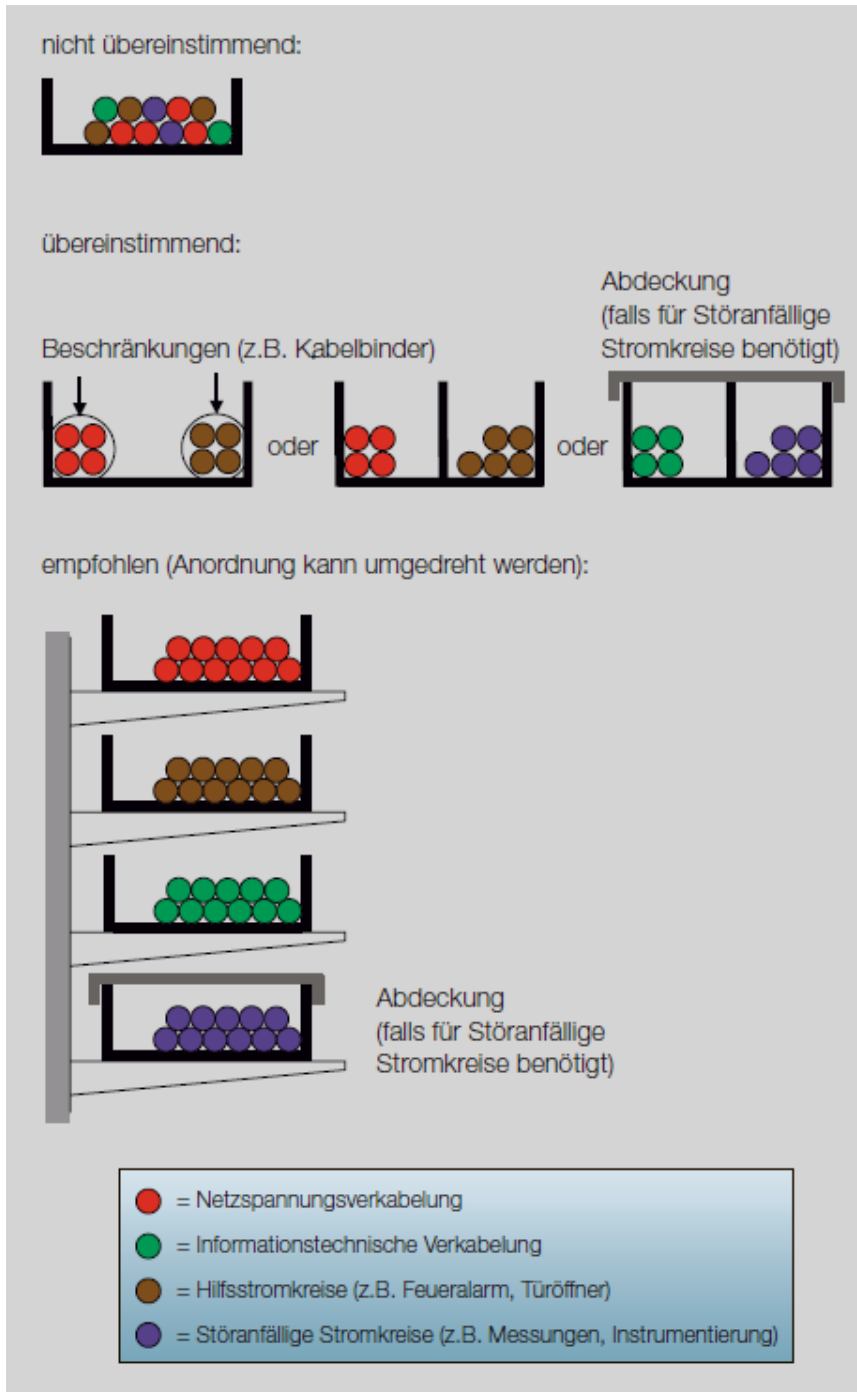 nicht übereinstimmend:
übereinstimmend:
Abdeckung
(falls für Störanfällige
Stromkreise benötigt)
Beschränkungen (z.B. Kabelbinder)
oder
oder
empfohlen (Anordnung kann umgedreht werden):
Abdeckung
(falls für Störanfällige
Stromkreise benötigt)
= Netzspannungsverkabelung
= Informationstechnische Verkabelung
= Hilfsstromkreise (z.B. Feueralarm, Türöffner)
= Störanfällige Stromkreise (z.B. Messungen, Instrumentierung)